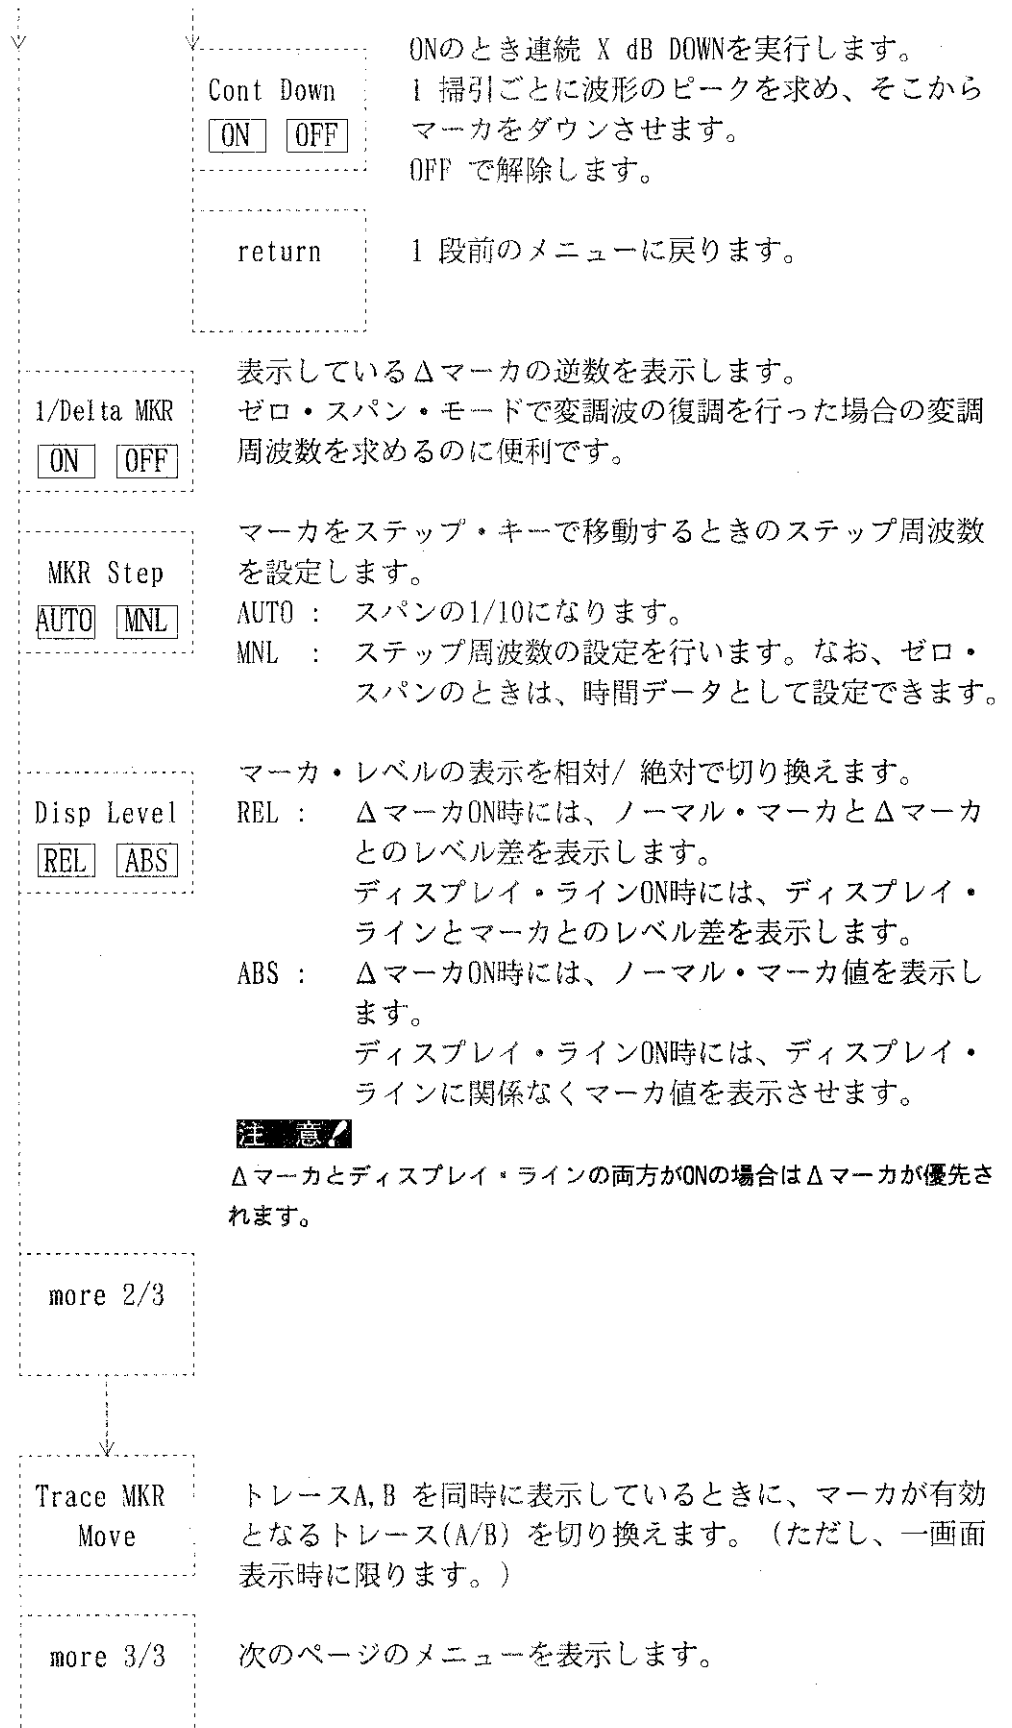 ONのとき連続 X dB DOWNを実行します。
Cont Down
1 掃引ごとに波形のピークを求め、そこから
ON OFF
マーカをダウンさせます。
OFF で解除します。
return
1 段前のメニューに戻ります。
表示しているΔマーカの逆数を表示します。
1/Delta MKR
ゼロ・スパン・モードで変調波の復調を行った場合の変調
ON OFF
周波数を求めるのに便利です。
マーカをステップ・キーで移動するときのステップ周波数
MKR Step
を設定します。
AUTO MNL
AUTO : スパンの1/10になります。
MNL : ステップ周波数の設定を行います。なお、ゼロ・
スパンのときは、時間データとして設定できます。
マーカ・レベルの表示を相対/ 絶対で切り換えます。
Disp Level
REL : ΔマーカON時には、ノーマル・マーカとΔマーカ
REL ABS
とのレベル差を表示します。
ディスプレイ・ラインON時には、ディスプレイ・
ラインとマーカとのレベル差を表示します。
ABS : ΔマーカON時には、ノーマル・マーカ値を表示し
ます。
ディスプレイ・ラインON時には、ディスプレイ・
ラインに関係なくマーカ値を表示させます。
注 意!
Δマーカとディスプレイ・ラインの両方がONの場合はΔマーカが優先さ
れます。
more 2/3
Trace MKR
Move
トレースA,B を同時に表示しているときに、マーカが有効
となるトレース(A/B) を切り換えます。(ただし、一画面
表示時に限ります。)
more 3/3
次のページのメニューを表示します。